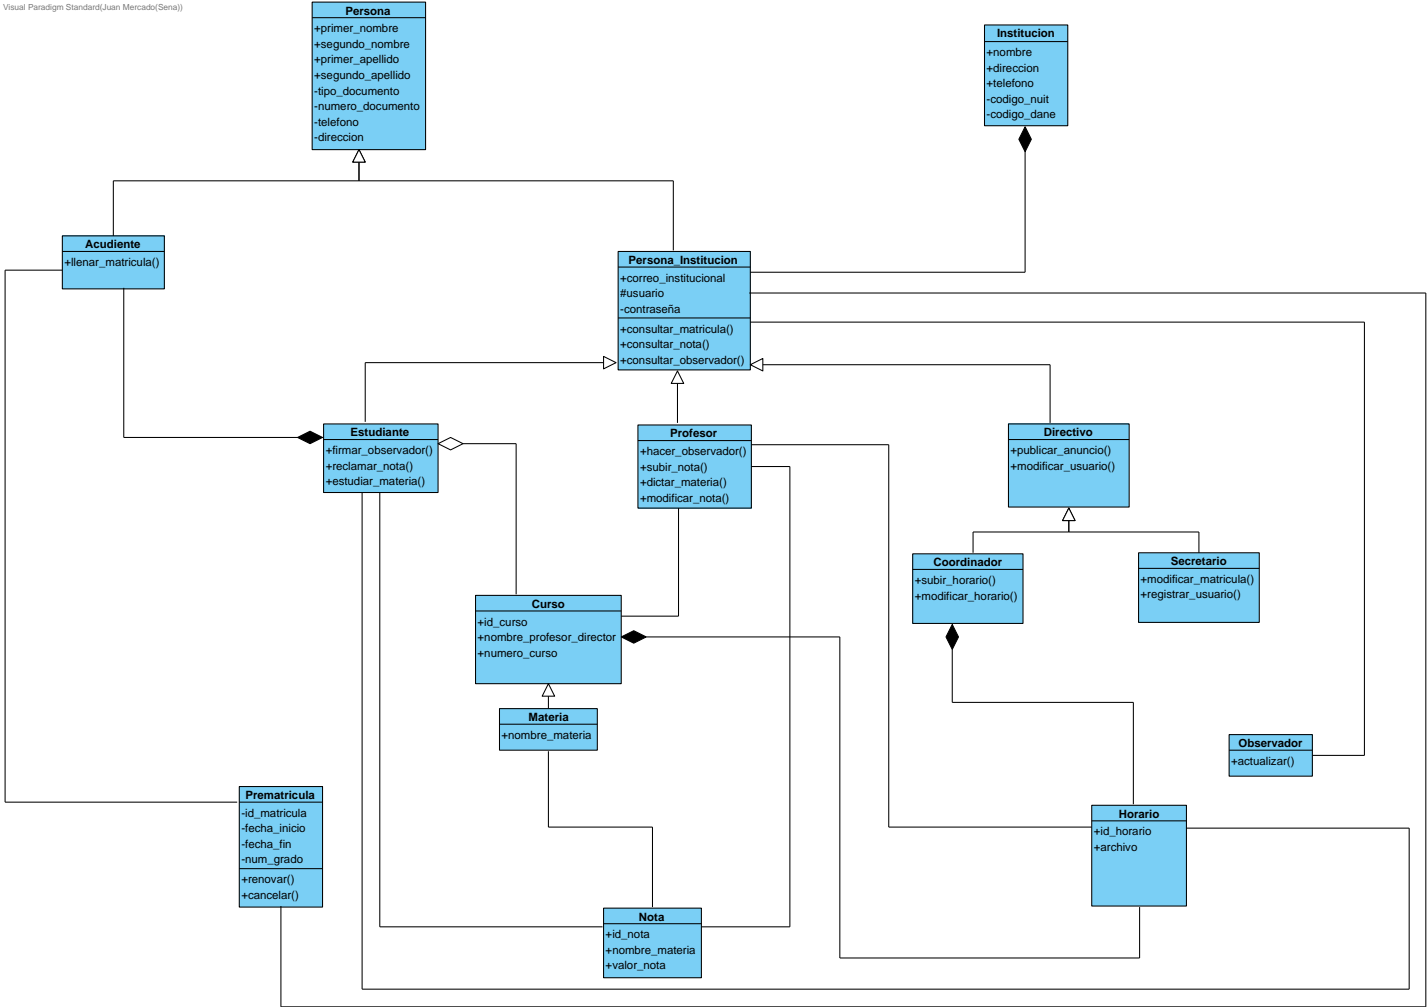 Visual Paradigm Standard(Juan Mercado(Sena))
Persona
+primer_nombre
+segundo_nombre
+primer_apellido
+segundo_apellido
-tipo_documento
-numero_documento
-telefono
-direccion
Institucion
+nombre
+direccion
+telefono
-codigo_nuit
-codigo_dane
Acudiente
+llenar_matricula()
Persona_Institucion
+correo_institucional
#usuario
-contraseña
+consultar_matricula()
+consultar_nota()
+consultar_observador()
Estudiante
+firmar_observador()
+reclamar_nota()
+estudiar_materia()
Profesor
+hacer_observador()
+subir_nota()
+dictar_materia()
+modificar_nota()
Directivo
+publicar_anuncio()
+modificar_usuario()
Coordinador
+subir_horario()
+modificar_horario()
Secretario
+modificar_matricula()
+registrar_usuario()
Curso
+id_curso
+nombre_profesor_director
+numero_curso
Materia
+nombre_materia
Observador
+actualizar()
Prematricula
-id_matricula
-fecha_inicio
-fecha_fin
-num_grado
+renovar()
+cancelar()
Horario
+id_horario
+archivo
Nota
+id_nota
+nombre_materia
+valor_nota